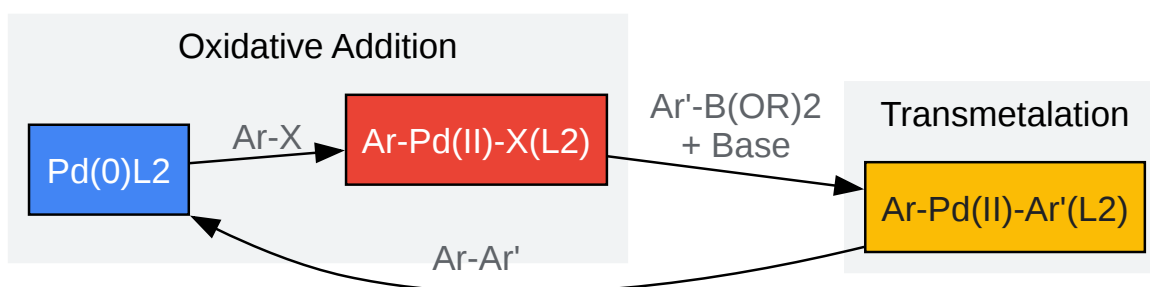 Oxidative Addition
Pd(0)L2
Ar-X
Ar-Pd(II)-X(L2)
Ar'-B(OR)2
+ Base
Transmetalation
Ar-Pd(II)-Ar'(L2)
Ar-Ar'